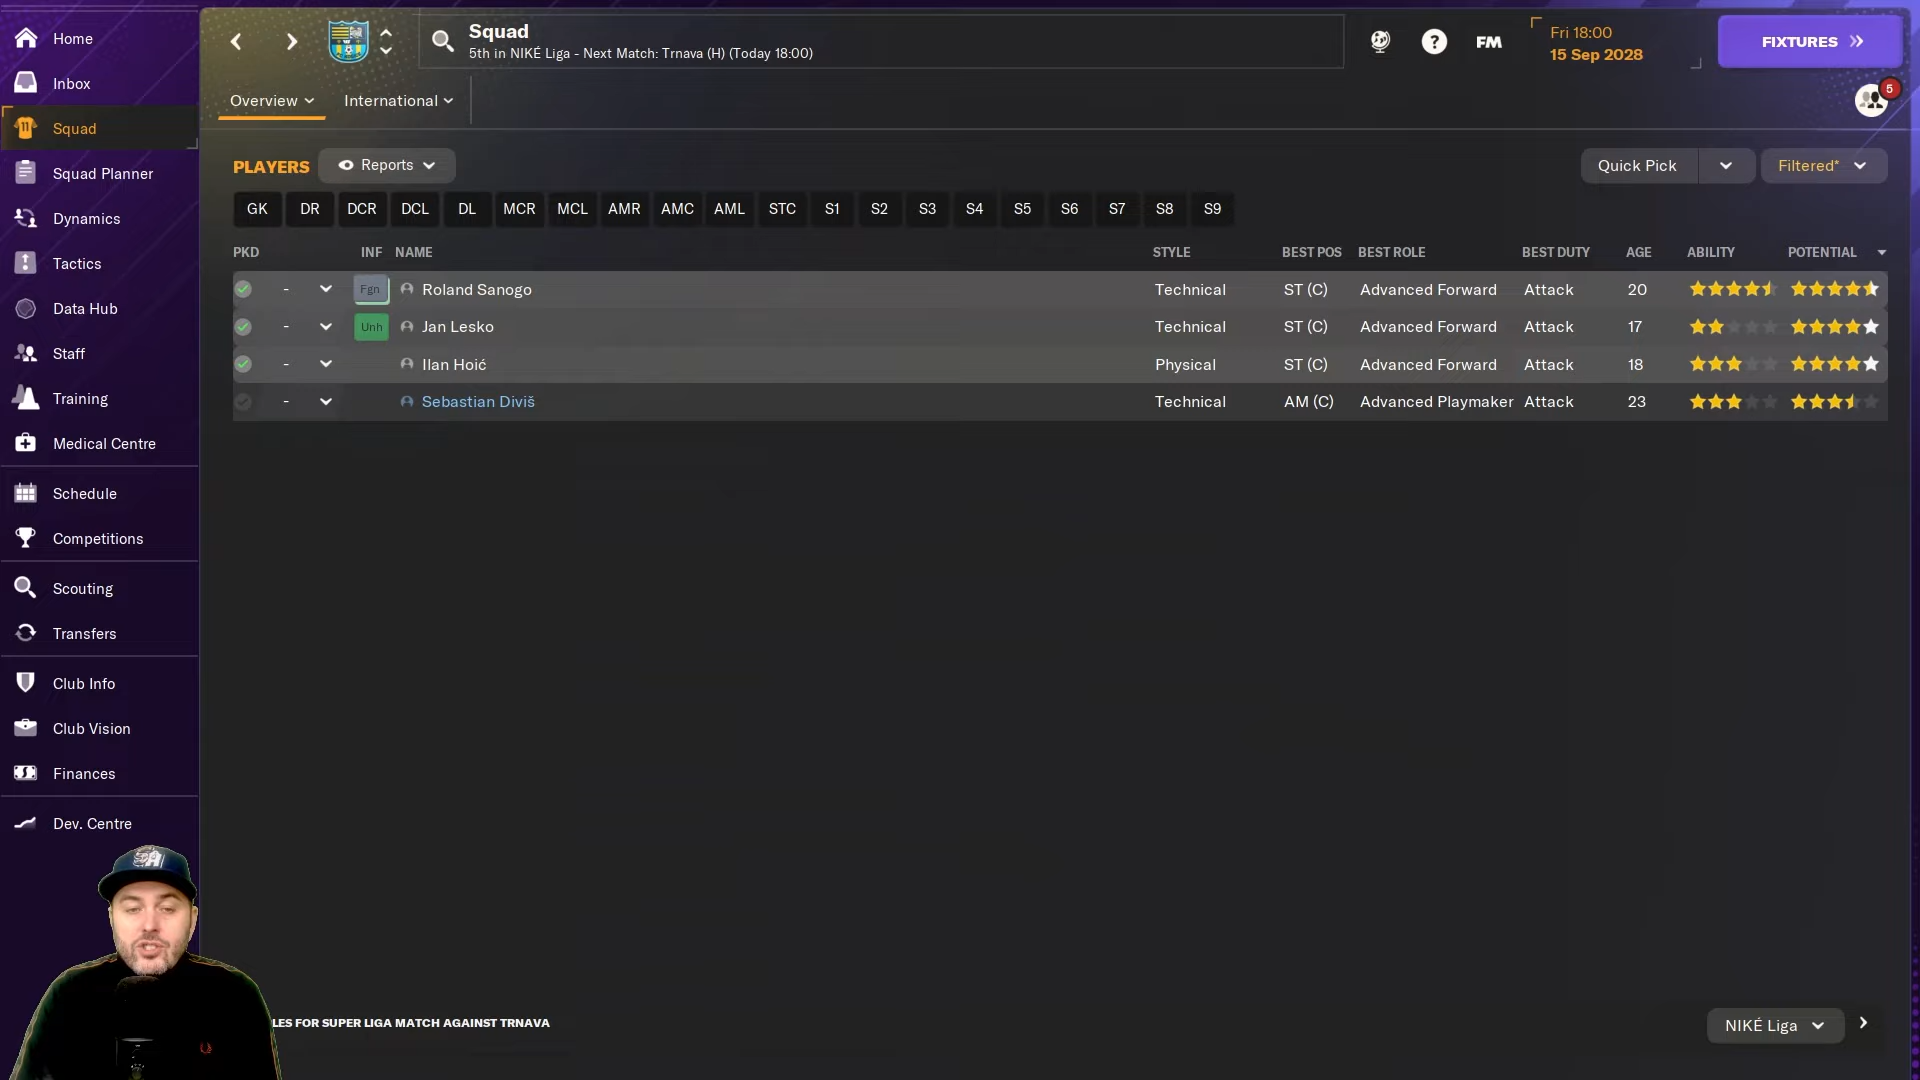 Home
Inbox
Squad
Squad Planner
Dynamics
Tactics
Data Hub
Staff
Training
Medical Centre
Schedule
Competitions
Scouting
Transfers
Club Info
Club Vision
Finances
Dev. Centre
Squad
5th in NIKÉ Liga - Next Match: Trnava (H) (Today 18:00)
?
FM
Fri 18:00
15 Sep 2028
FIXTURES
5
Overview International
PLAYERS Reports
Quick Pick Filtered*
GK DR DCR DCL DL MCR MCL AMR AMC AML STC S1 S2 S3 S4 S5 S6 S7 S8 S9
PKD INF NAME STYLE BEST POS BEST ROLE BEST DUTY AGE ABILITY POTENTIAL
- Fgn Roland Sanogo Technical ST (C) Advanced Forward Attack 20
- Unh Jan Lesko Technical ST (C) Advanced Forward Attack 17
- Ilan Hoić Physical ST (C) Advanced Forward Attack 18
- Sebastian Diviš Technical AM (C) Advanced Playmaker Attack 23
LES FOR SUPER LIGA MATCH AGAINST TRNAVA
NIKÉ Liga